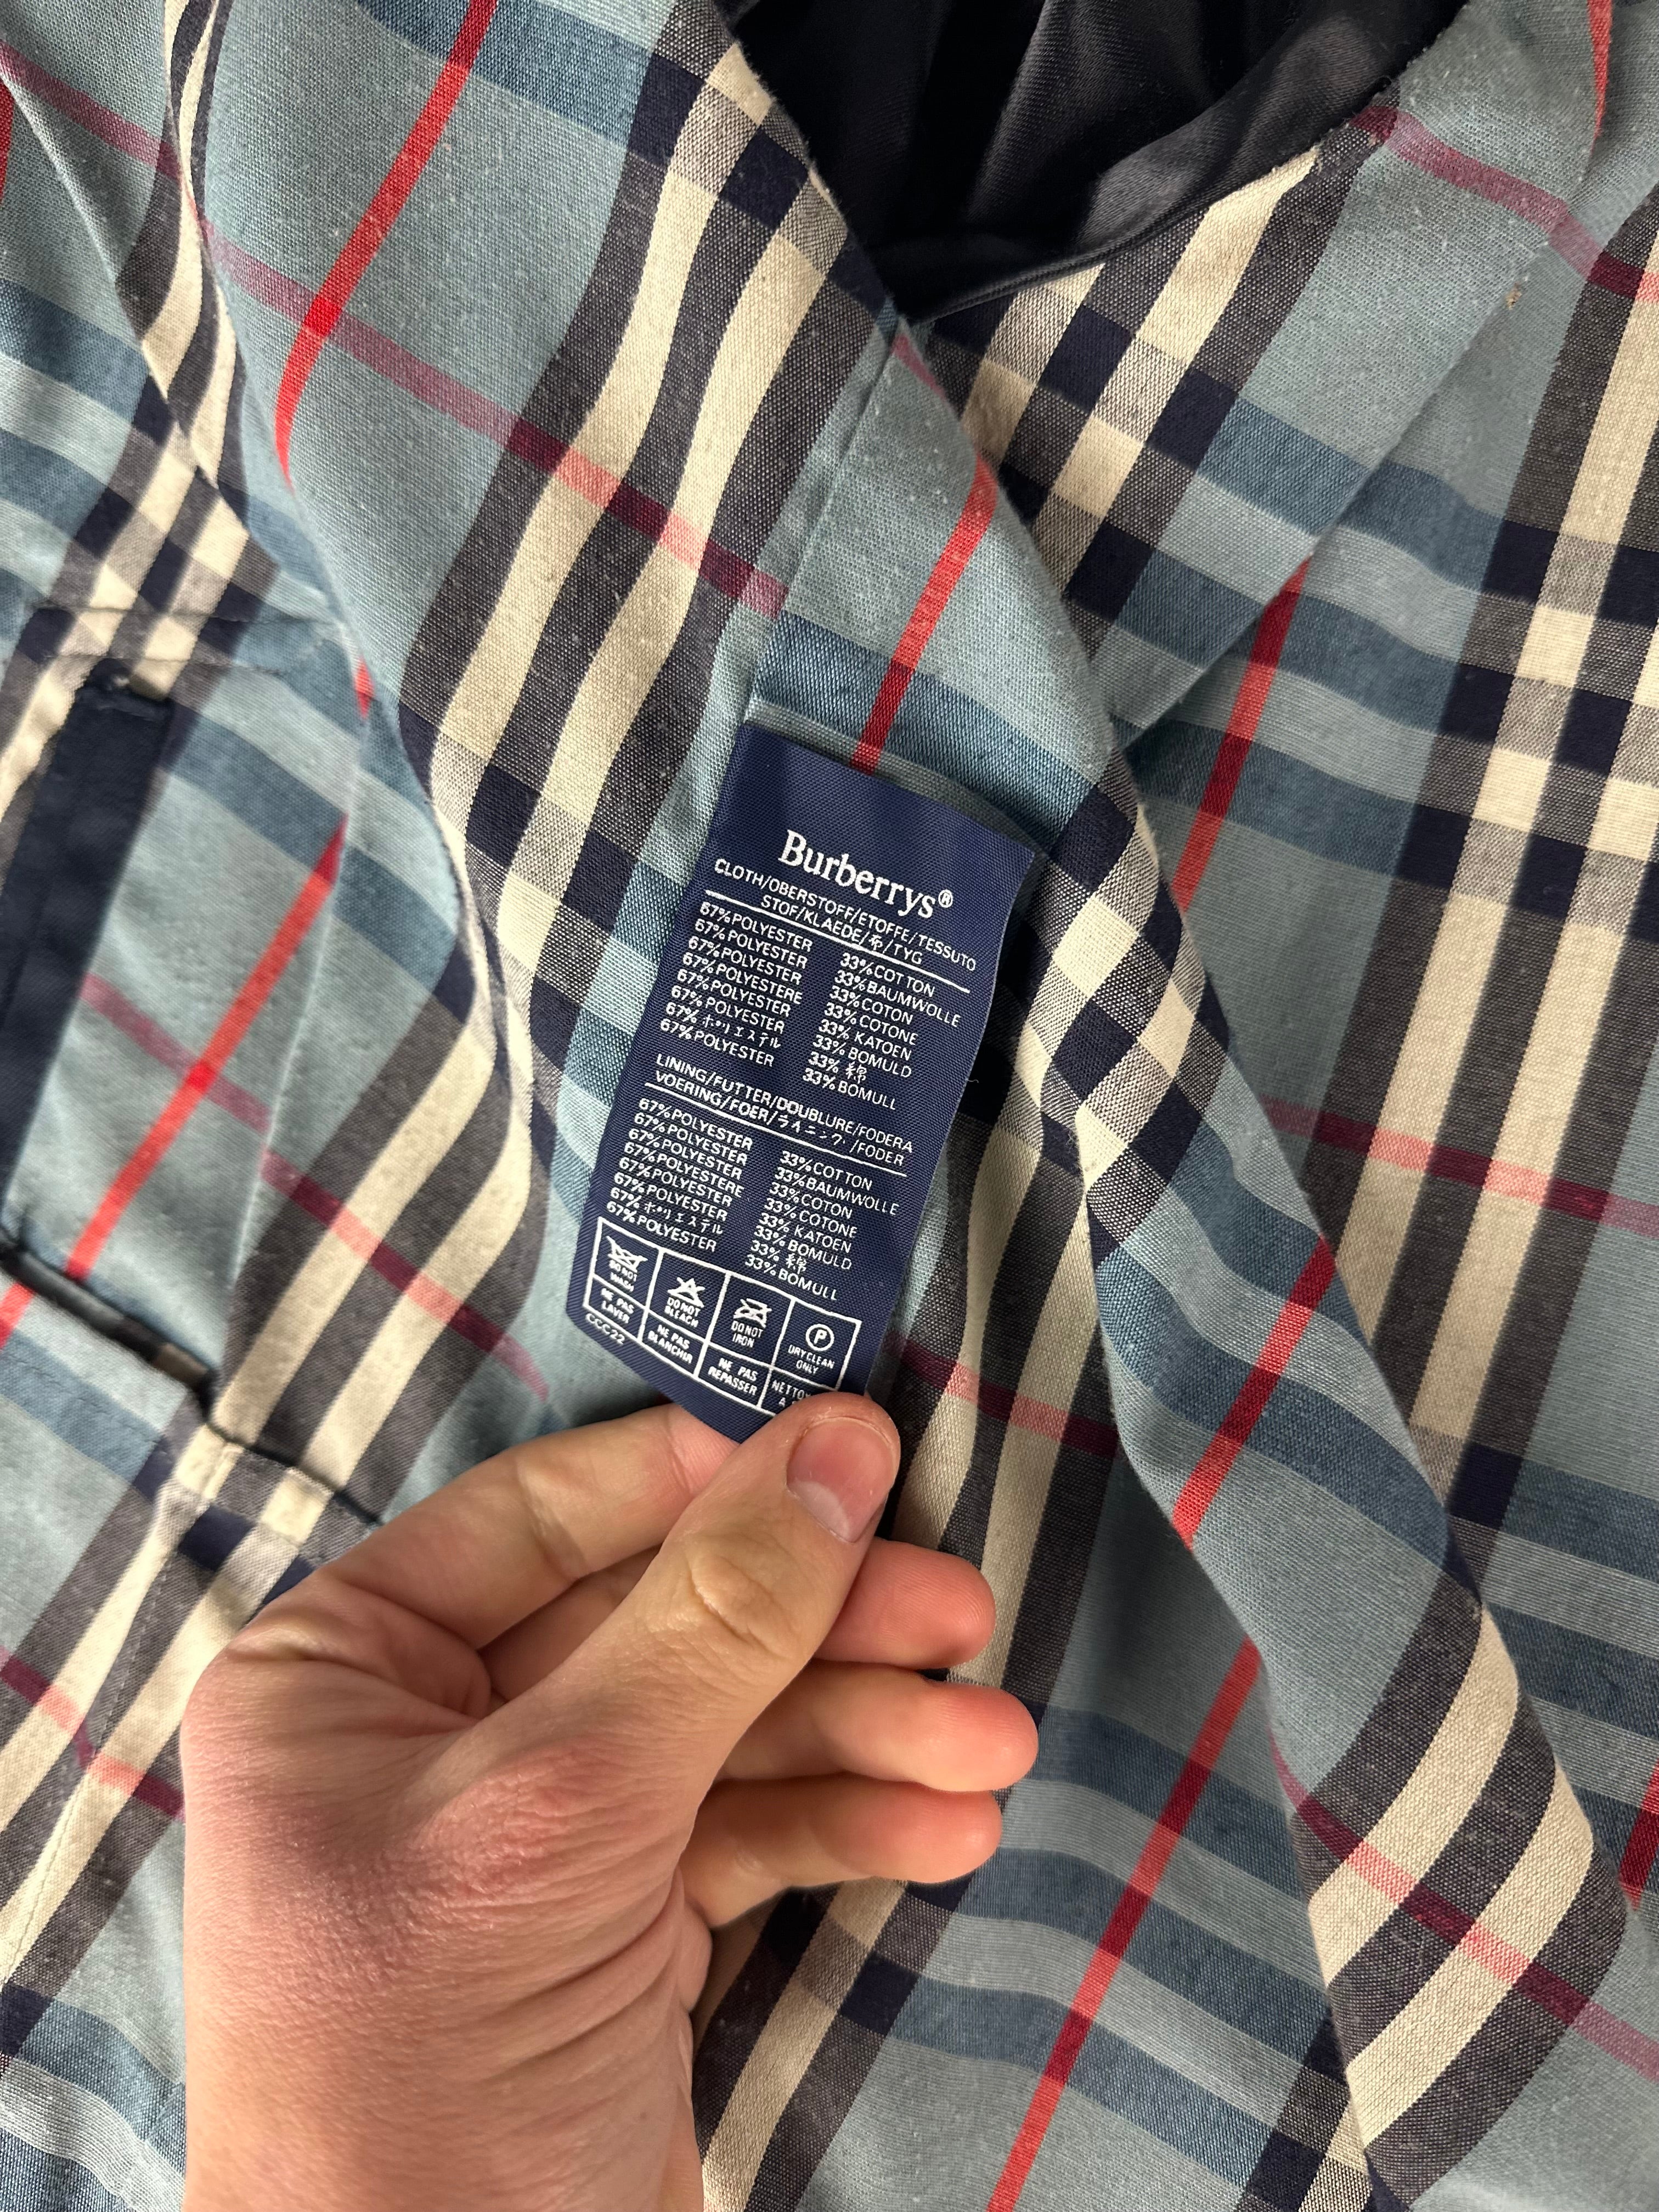 Burberrys®
CLOTH/OBERSTOFF/ETOFFE/TESSUTO
STOF/KLAEDE/布/TYG
67%POLYESTER 33%COTTON
67%POLYESTER 33%BAUMWOLLE
67%POLYESTER 33%COTON
67%POLYESTERE 33%COTONE
67%POLYESTER 33% KATOEN
67%POLYESTER 33%BOMULD
67%ポリエステル 33% 綿
67%POLYESTER 33%BOMULL
LINING/FUTTER/DOUBLURE/FODERA
VOERING/FOER/ライニング/FODER
67%POLYESTER 33%COTTON
67%POLYESTER 33%BAUMWOLLE
67%POLYESTER 33%COTON
67%POLYESTERE 33%COTONE
67%POLYESTER 33% KATOEN
67%POLYESTER 33%BOMULD
67%ポリエステル 33% 綿
67%POLYESTER 33%BOMULL
DO NOT WASH
DO NOT BLEACH
DO NOT IRON
P
DRY CLEAN ONLY
NE PAS LAVER
NE PAS BLANCHIR
NE PAS REPASSER
CCC22